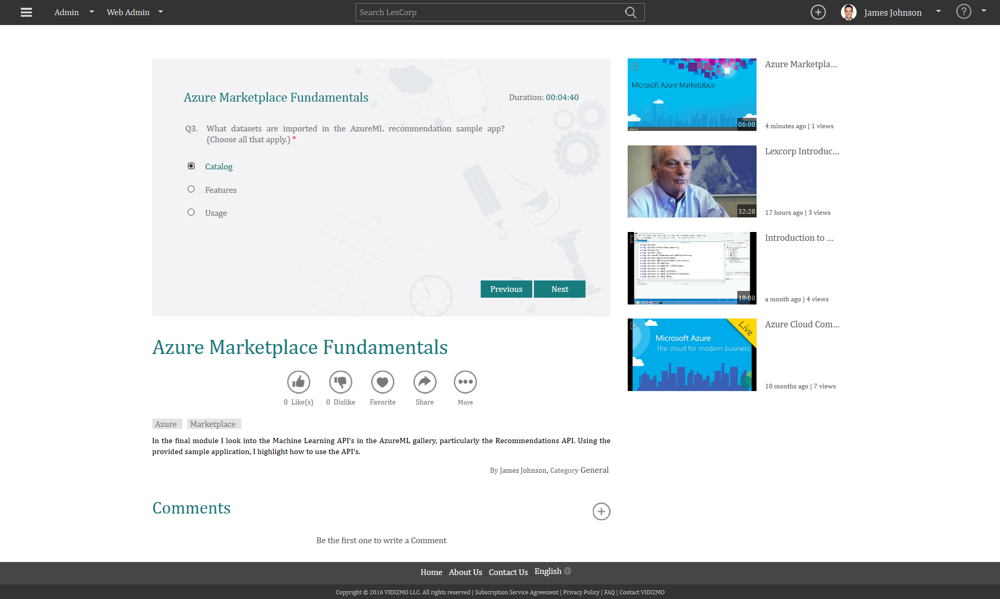 Admin
Web Admin
Search LexCorp
James Johnson
Azure Marketplace Fundamentals
Duration: 00:04:40
Q3. What datasets are imported in the AzureML recommendation sample app?
(Choose all that apply.) *
Catalog
Features
Usage
Previous
Next
Microsoft Azure Marketplace
06:00
Azure Marketpla...
4 minutes ago | 1 views
32:28
Lexcorp Introduc...
17 hours ago | 3 views
10:08
Introduction to ...
a month ago | 4 views
Live
Microsoft Azure
The cloud for modern business.
Azure Cloud Com...
10 months ago | 7 views
Azure Marketplace Fundamentals
0 Like(s)
0 Dislike
Favorite
Share
More
Azure
Marketplace
In the final module I look into the Machine Learning API's in the AzureML gallery, particularly the Recommendations API. Using the
provided sample application, I highlight how to use the API's.
By James Johnson, Category General
Comments
Be the first one to write a Comment
Home | About Us | Contact Us | English
Copyright © 2016 VIDIZMO LLC. All rights reserved | Subscription Service Agreement | Privacy Policy | FAQ | Contact VIDIZMO